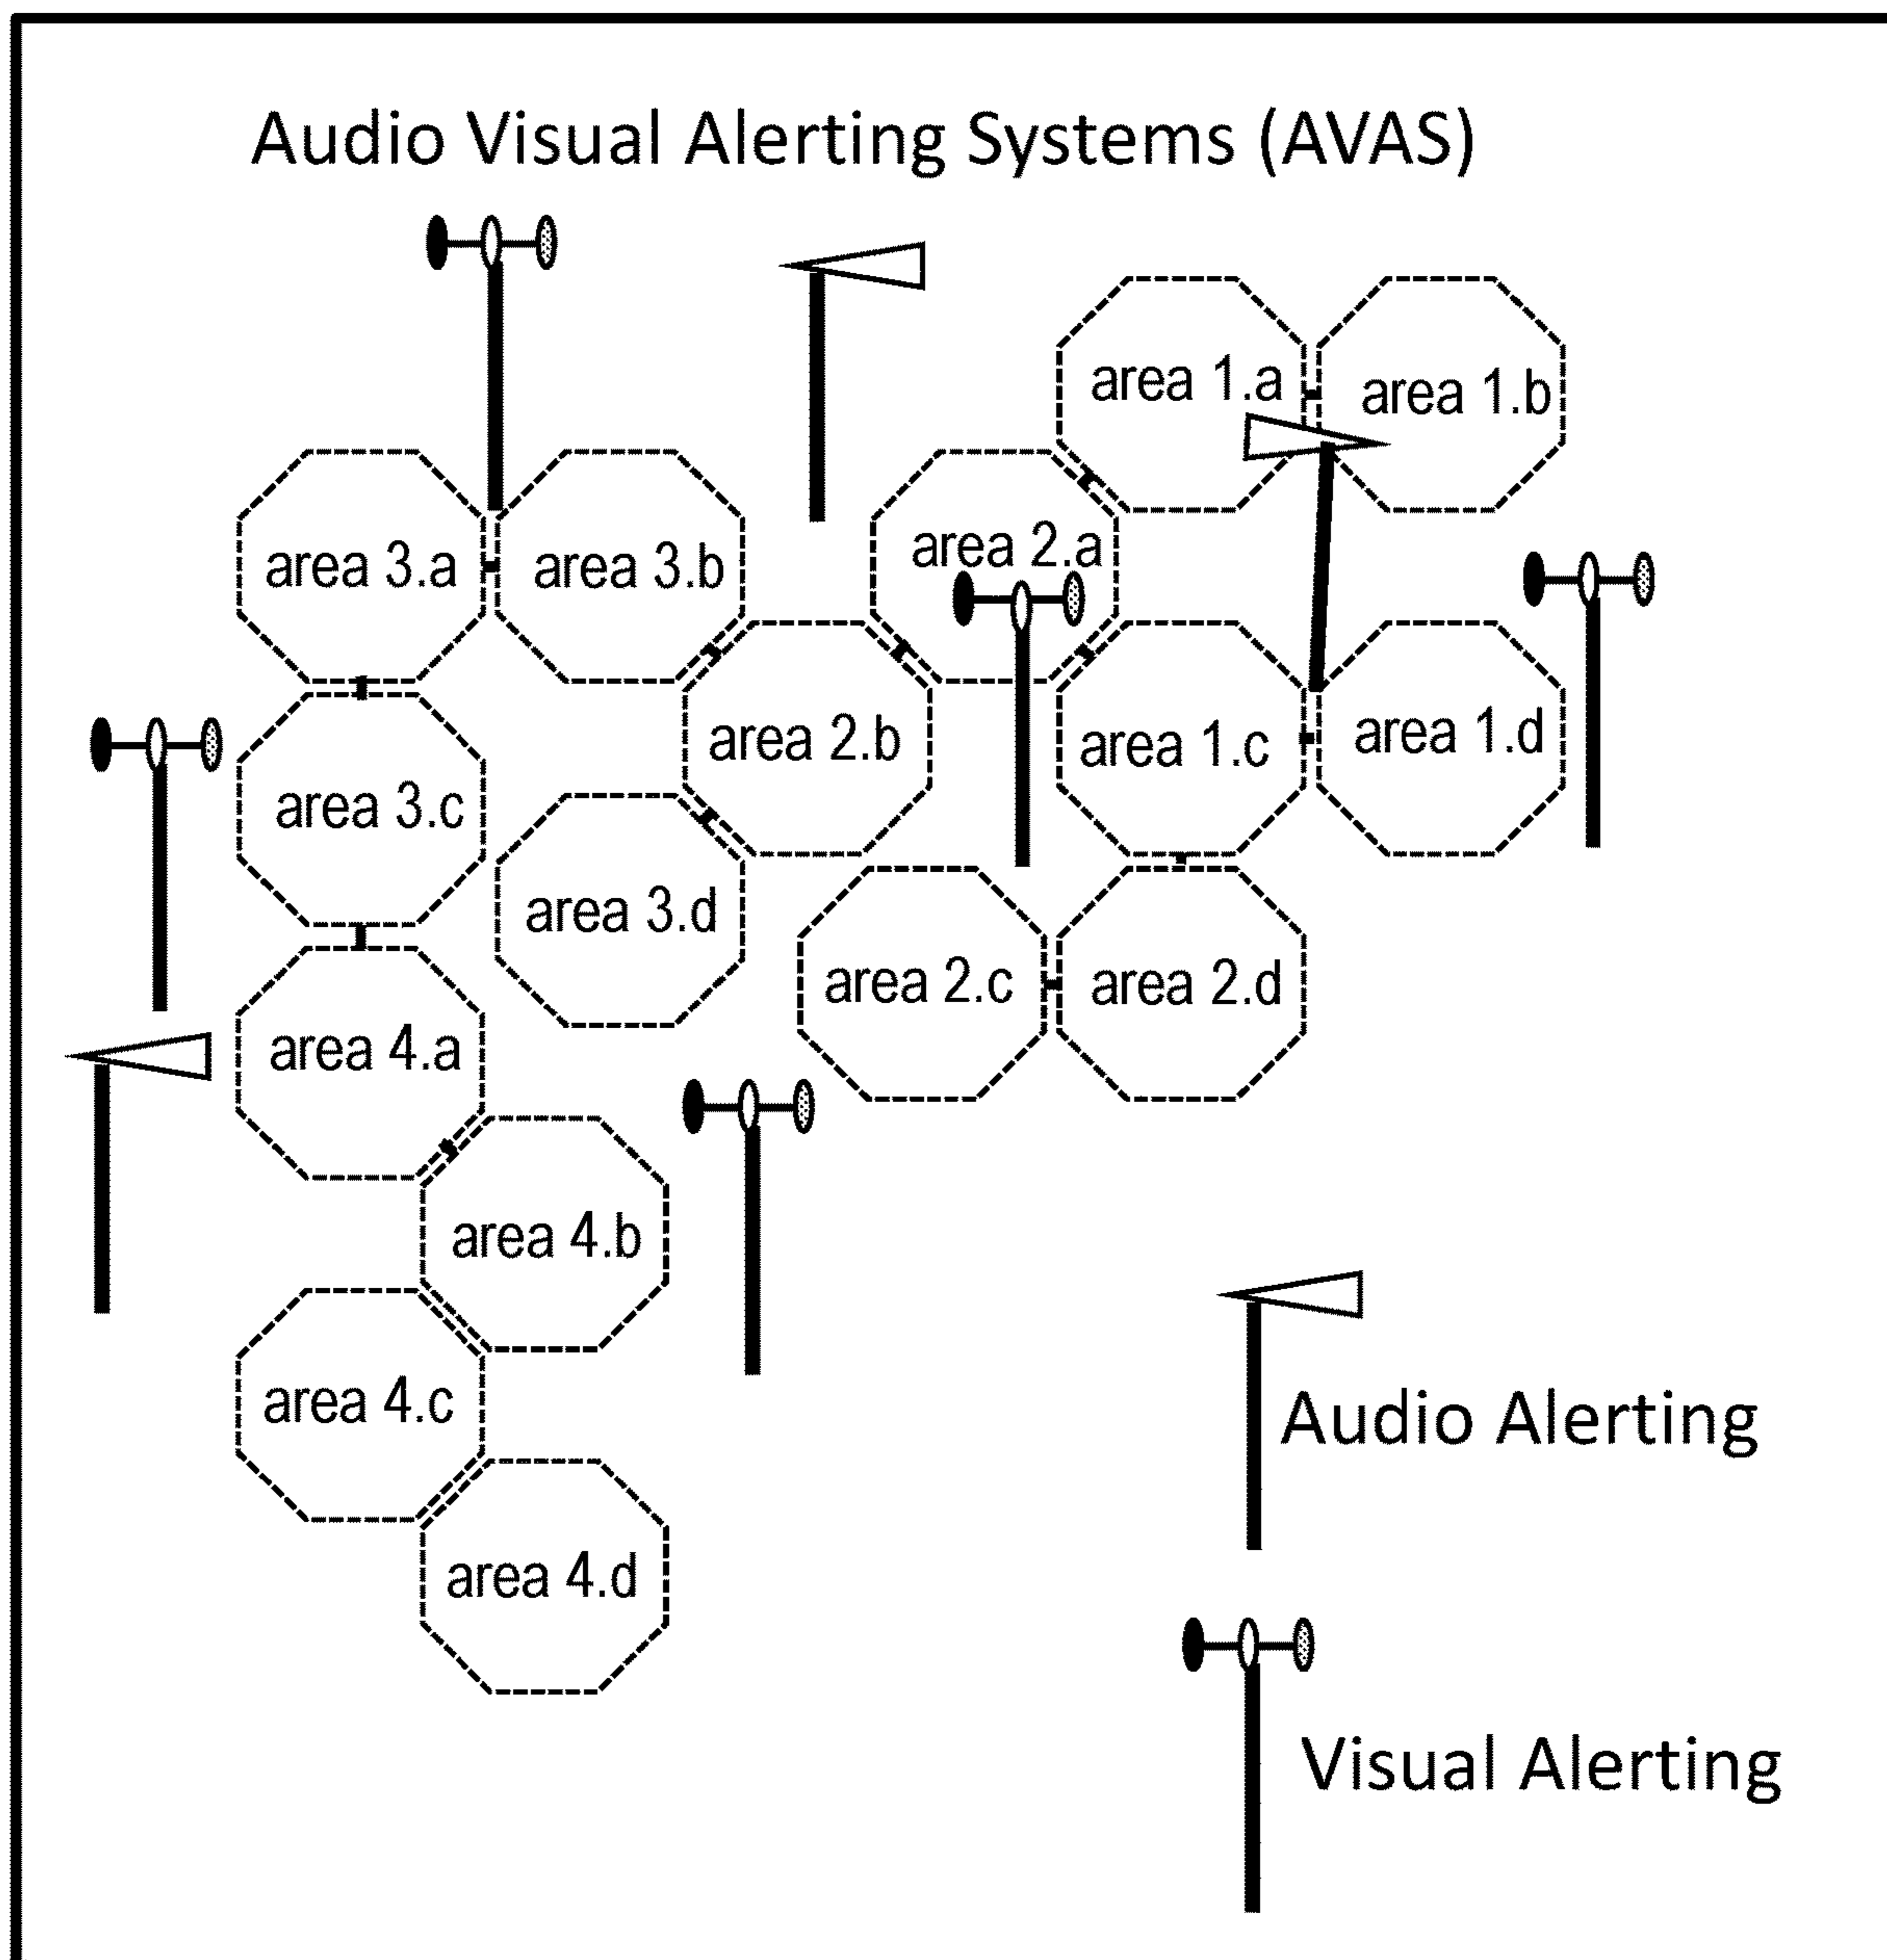 Audio Visual Alerting Systems (AVAS)
area 1.a
area 1.b
area 3.a
area 3.b
area 2.a
area 2.b
area 1.c
area 1.d
area 3.c
area 3.d
area 2.c
area 2.d
area 4.a
area 4.b
area 4.c
Audio Alerting
area 4.d
Visual Alerting